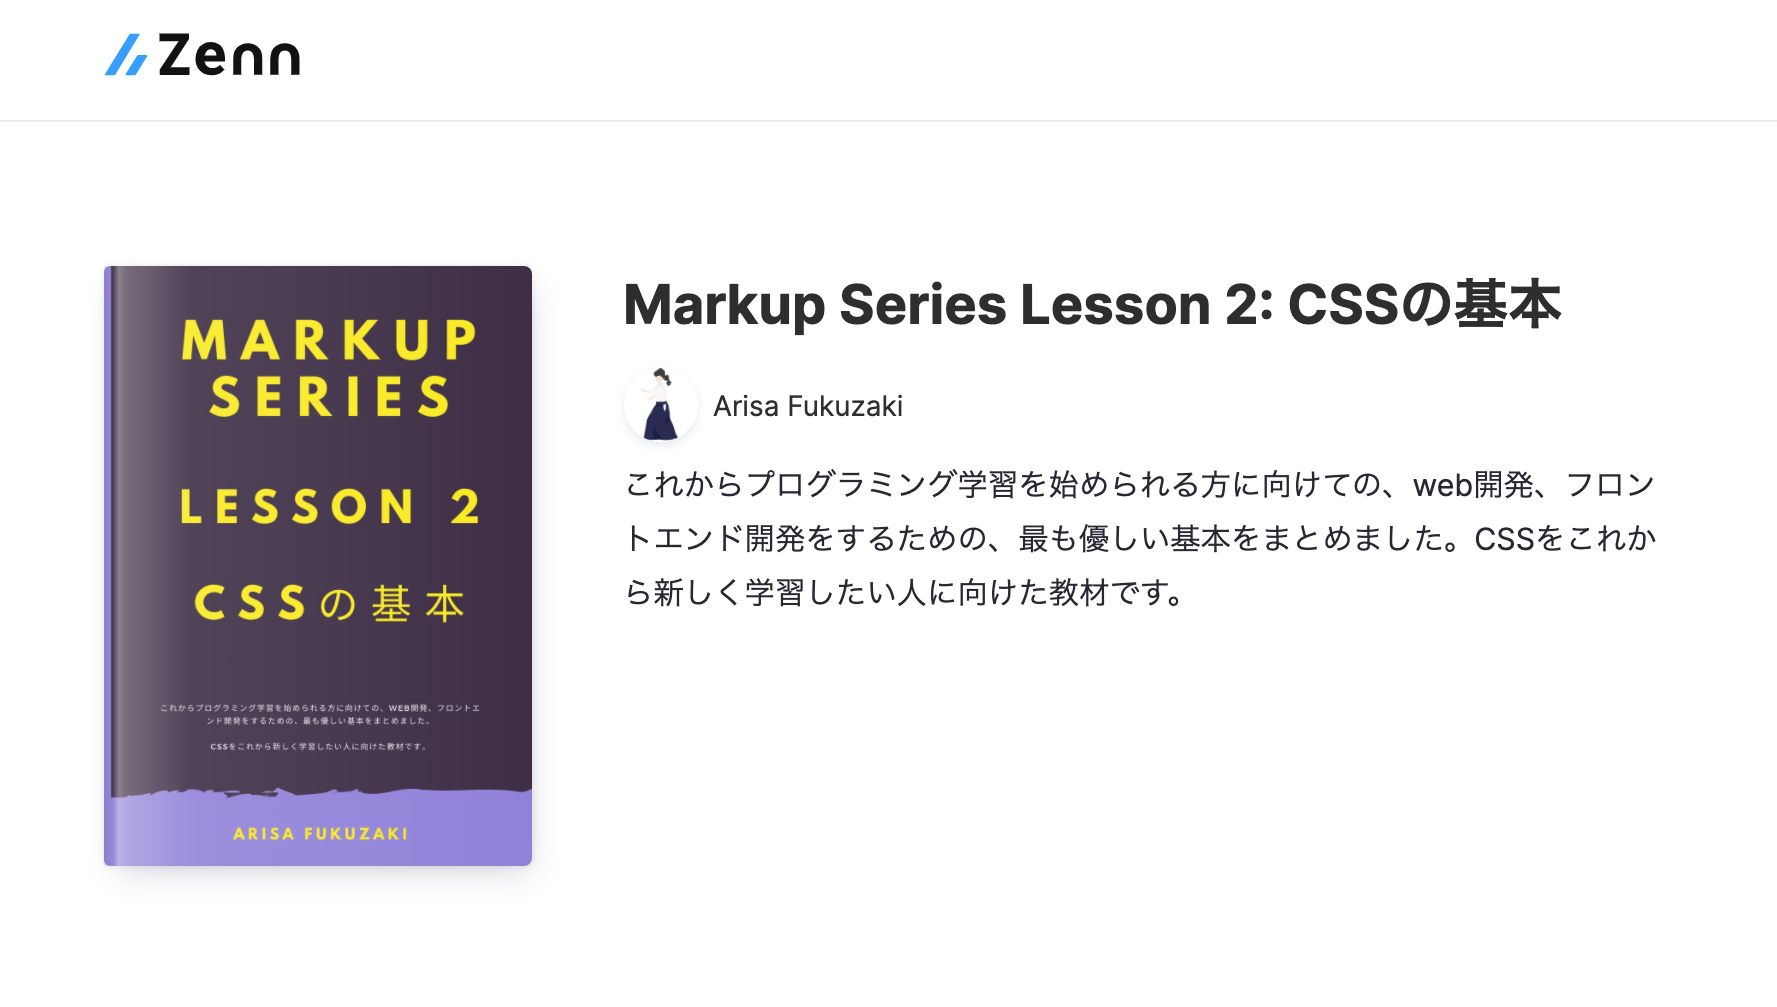 Zenn
MARKUP
SERIES
LESSON 2
CSSの基本
これからプログラミング学習を始められる方に向けての、WEB開発、フロントエ
ンド開発をするための、最も優しい基本をまとめました。
CSSをこれから新しく学習したい人に向けた教材です。
ARISA FUKUZAKI
Markup Series Lesson 2: CSSの基本
Arisa Fukuzaki
これからプログラミング学習を始められる方に向けての、web開発、フロン
トエンド開発をするための、最も優しい基本をまとめました。CSSをこれか
ら新しく学習したい人に向けた教材です。